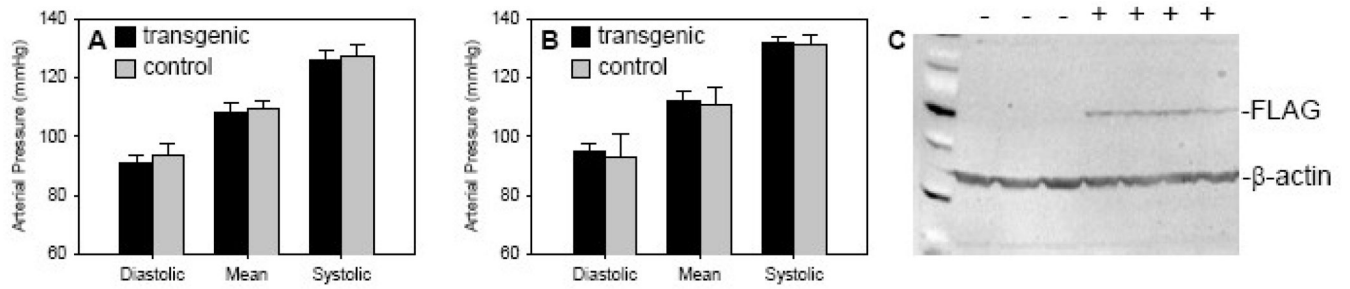 A
transgenic
control
Arterial Pressure (mmHg)
140
120
100
80
60
Diastolic Mean Systolic
B
transgenic
control
Arterial Pressure (mmHg)
140
120
100
80
60
Diastolic Mean Systolic
C
- - - + + + +
-FLAG
-β-actin